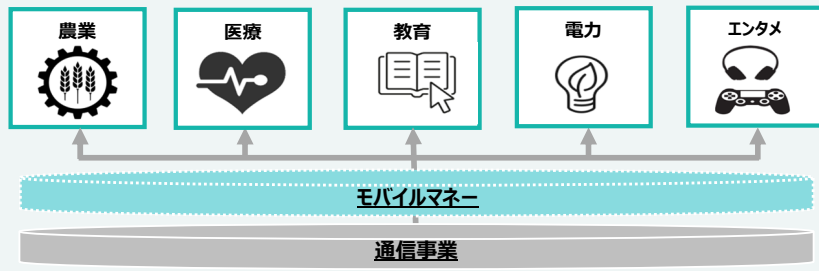 農業
医療
教育
電力
エンタメ
モバイルマネー
通信事業